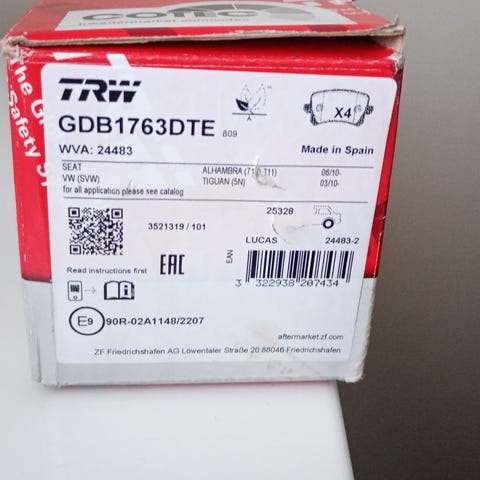 COTEC
TRW
A
GDB1763DTE 809
X4
WVA: 24483
Made in Spain
SEAT ALHAMBRA 06/10-
VW (SVW) TIGUAN (5N) 03/10-
for all application please see catalog
25328
3521319 / 101
LUCAS 24483-2
EAC
EAN
Read instructions first
3 322938 207434
E9 90R-02A1148/2207
aftermarket.zf.com
ZF Friedrichshafen AG Löwentaler Straße 20 88046 Friedrichshafen